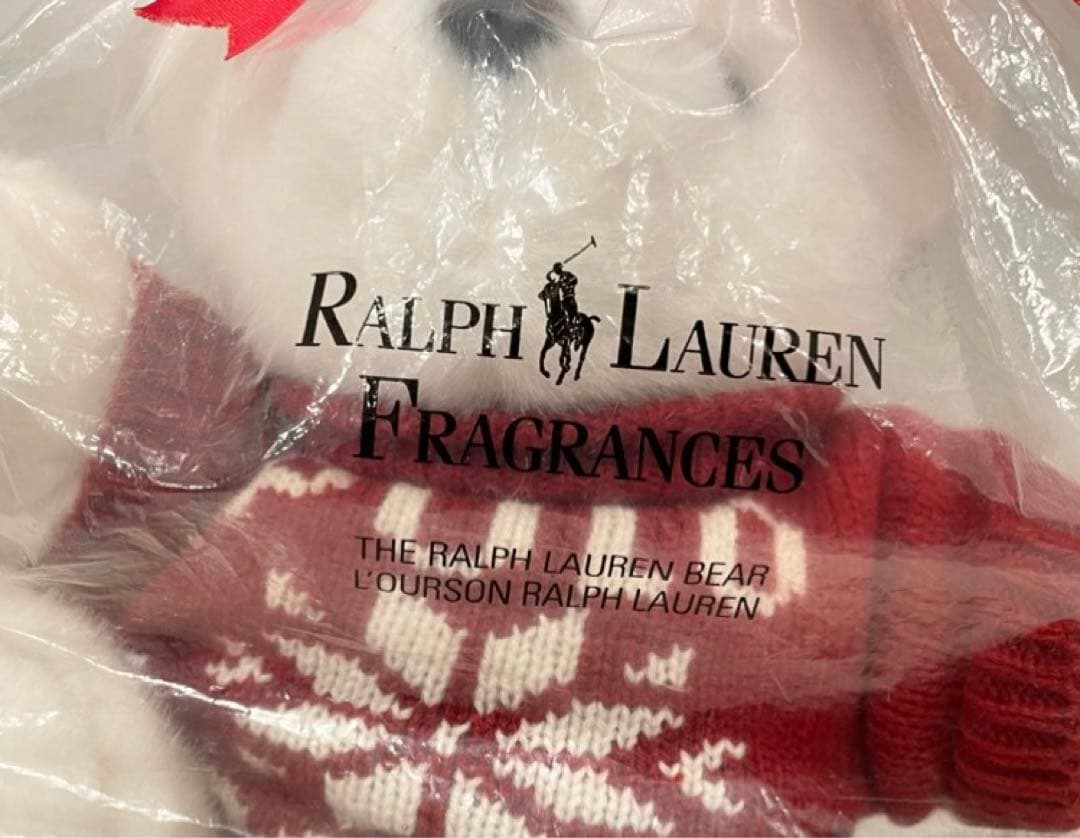 RALPH LAUREN
FRAGRANCES
THE RALPH LAUREN BEAR
L'OURSON RALPH LAUREN